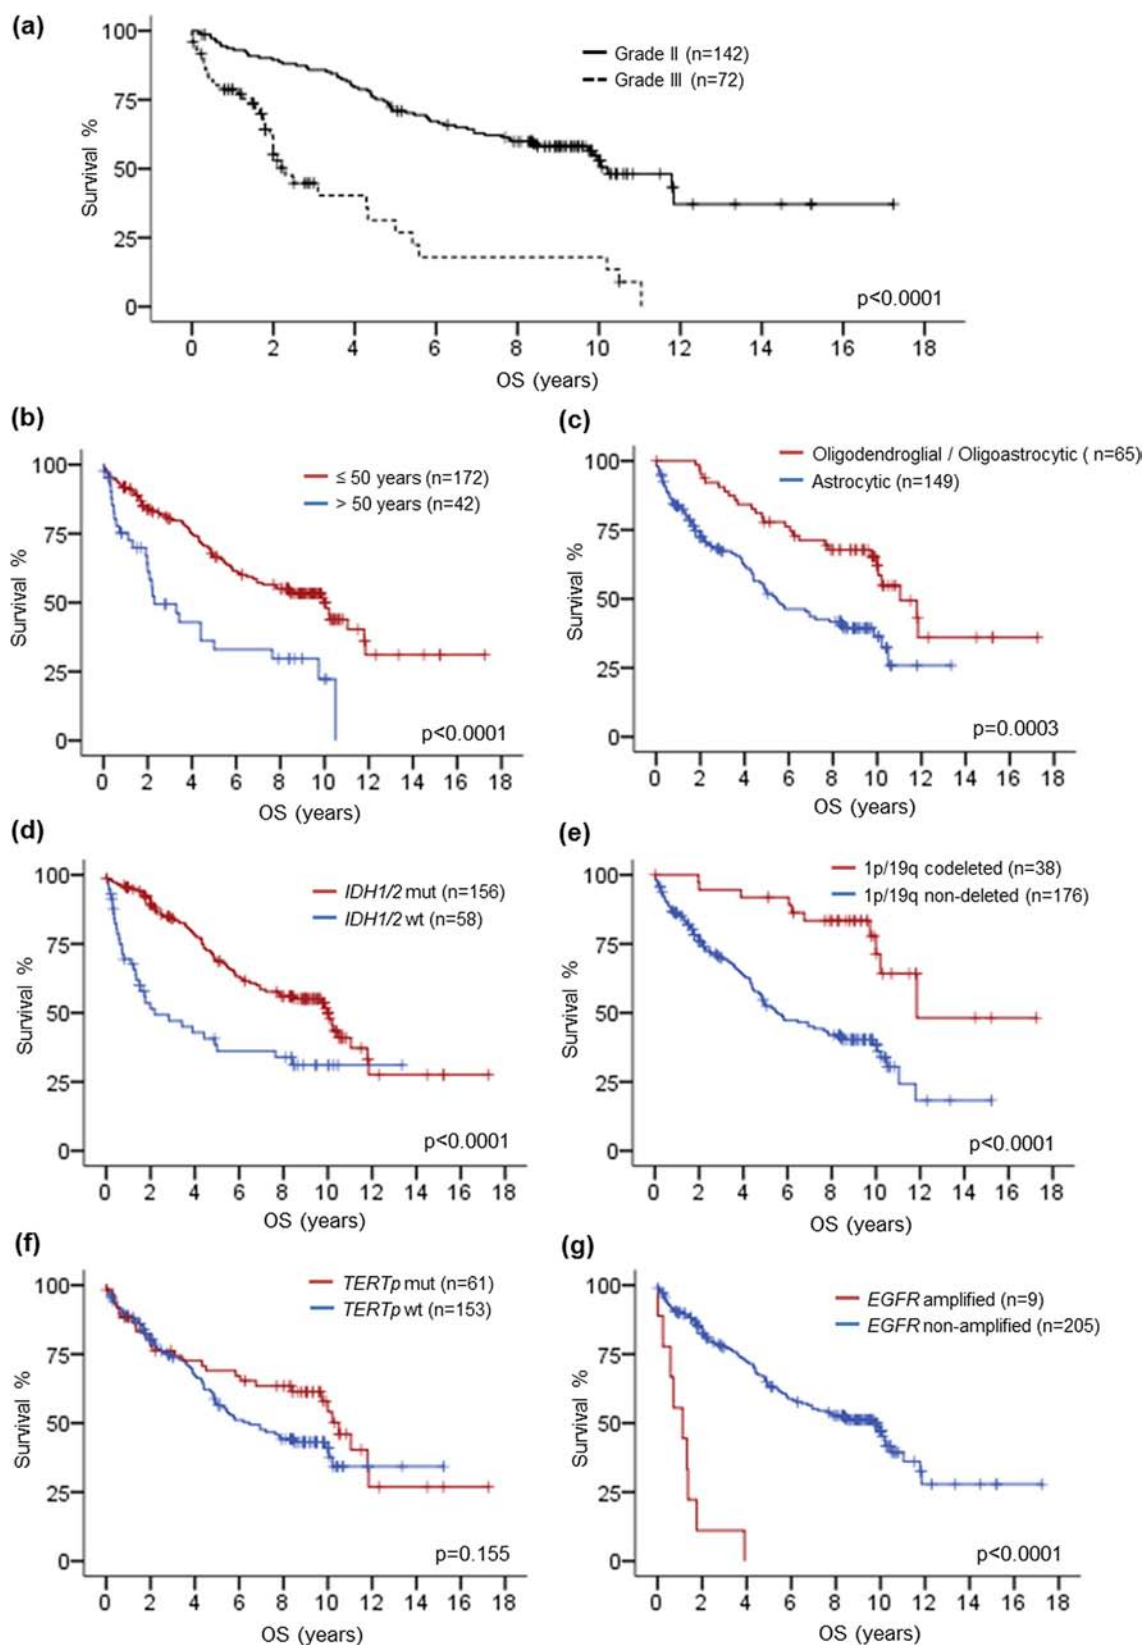 (a)
100
75
50
25
0
Survival %
Grade II (n=142)
Grade III (n=72)
p<0.0001
0 2 4 6 8 10 12 14 16 18
OS (years)
(b)
100
75
50
25
0
Survival %
≤ 50 years (n=172)
> 50 years (n=42)
p<0.0001
0 2 4 6 8 10 12 14 16 18
OS (years)
(c)
100
75
50
25
0
Survival %
Oligodendroglial / Oligoastrocytic ( n=65)
Astrocytic (n=149)
p=0.0003
0 2 4 6 8 10 12 14 16 18
OS (years)
(d)
100
75
50
25
0
Survival %
IDH1/2 mut (n=156)
IDH1/2 wt (n=58)
p<0.0001
0 2 4 6 8 10 12 14 16 18
OS (years)
(e)
100
75
50
25
0
Survival %
1p/19q codeleted (n=38)
1p/19q non-deleted (n=176)
p<0.0001
0 2 4 6 8 10 12 14 16 18
OS (years)
(f)
100
75
50
25
0
Survival %
TERTp mut (n=61)
TERTp wt (n=153)
p=0.155
0 2 4 6 8 10 12 14 16 18
OS (years)
(g)
100
75
50
25
0
Survival %
EGFR amplified (n=9)
EGFR non-amplified (n=205)
p<0.0001
0 2 4 6 8 10 12 14 16 18
OS (years)